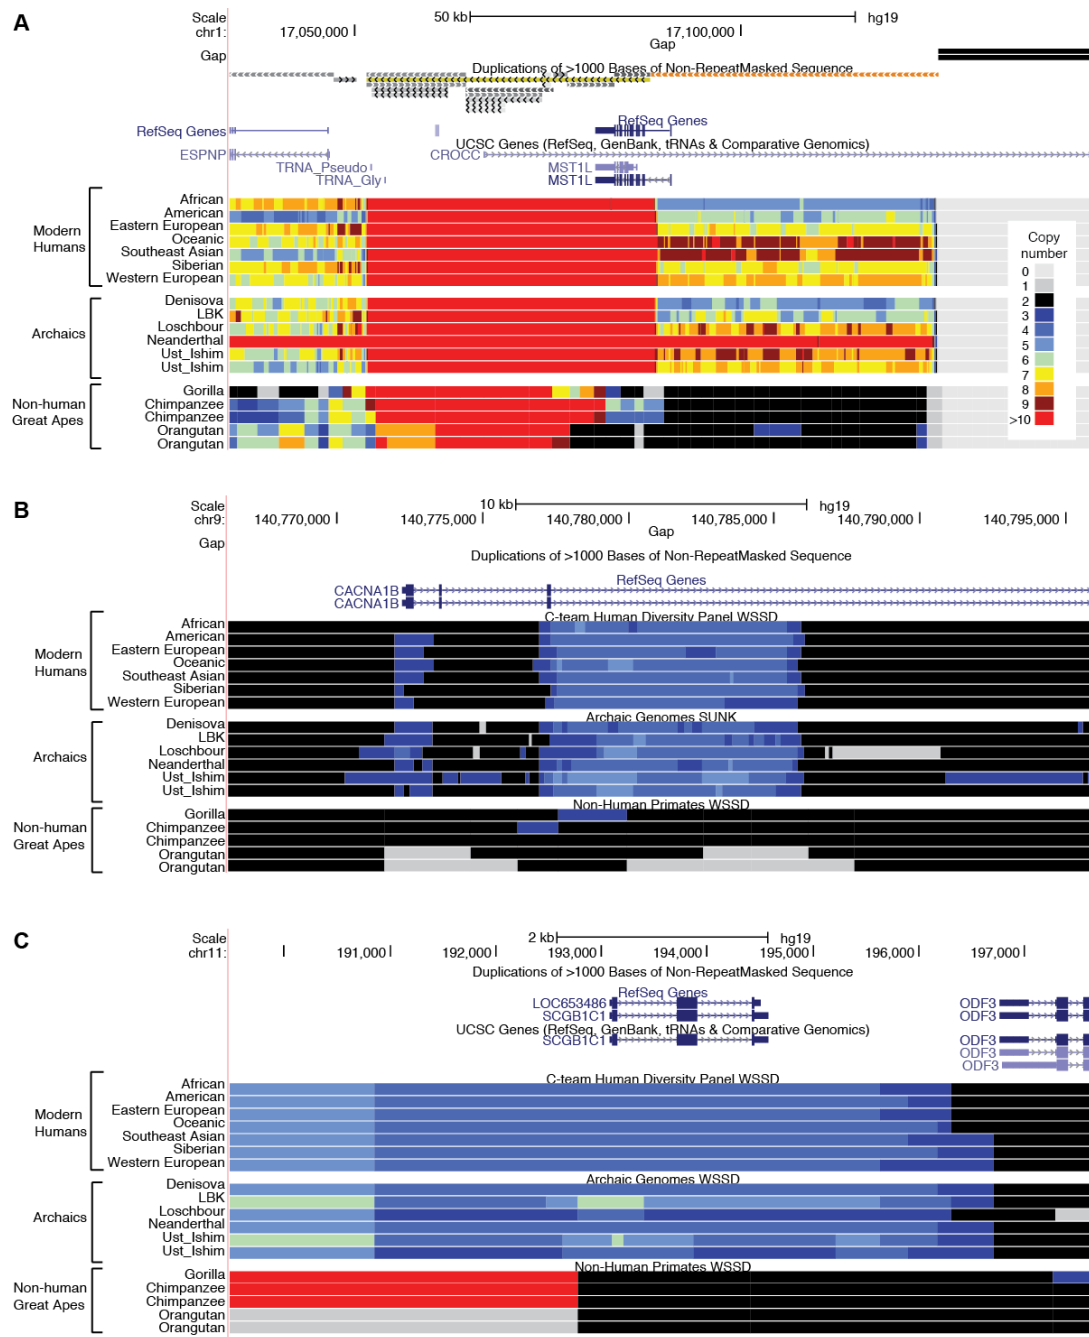 A
Scale
50 kb
hg19
chr1:
17,050,000
17,100,000
Gap
Gap
Duplications of >1000 Bases of Non-RepeatMasked Sequence
RefSeq Genes
RefSeq Genes
UCSC Genes (RefSeq, GenBank, tRNAs & Comparative Genomics)
ESPNP
CROCC
TRNA_Pseudo
MST1L
TRNA_Gly
MST1L
Modern Humans
African
American
Eastern European
Oceanic
Southeast Asian
Siberian
Western European
Archaics
Denisova
LBK
Loschbour
Neanderthal
Ust_Ishim
Ust_Ishim
Non-human Great Apes
Gorilla
Chimpanzee
Chimpanzee
Orangutan
Orangutan
Copy number
0
1
2
3
4
5
6
7
8
9
>10
B
Scale
10 kb
hg19
chr9:
140,770,000
140,775,000
140,780,000
140,785,000
140,790,000
140,795,000
Gap
Gap
Duplications of >1000 Bases of Non-RepeatMasked Sequence
RefSeq Genes
CACNA1B
CACNA1B
C-team Human Diversity Panel WSSD
Modern Humans
African
American
Eastern European
Oceanic
Southeast Asian
Siberian
Western European
Archaic Genomes SUNK
Archaics
Denisova
LBK
Loschbour
Neanderthal
Ust_Ishim
Ust_Ishim
Non-Human Primates WSSD
Non-human Great Apes
Gorilla
Chimpanzee
Chimpanzee
Orangutan
Orangutan
C
Scale
2 kb
hg19
chr11:
191,000
192,000
193,000
194,000
195,000
196,000
197,000
Duplications of >1000 Bases of Non-RepeatMasked Sequence
RefSeq Genes
LOC653486
ODF3
SCGB1C1
ODF3
UCSC Genes (RefSeq, GenBank, tRNAs & Comparative Genomics)
SCGB1C1
ODF3
ODF3
ODF3
C-team Human Diversity Panel WSSD
Modern Humans
African
American
Eastern European
Oceanic
Southeast Asian
Siberian
Western European
Archaic Genomes WSSD
Archaics
Denisova
LBK
Loschbour
Neanderthal
Ust_Ishim
Ust_Ishim
Non-Human Primates WSSD
Non-human Great Apes
Gorilla
Chimpanzee
Chimpanzee
Orangutan
Orangutan